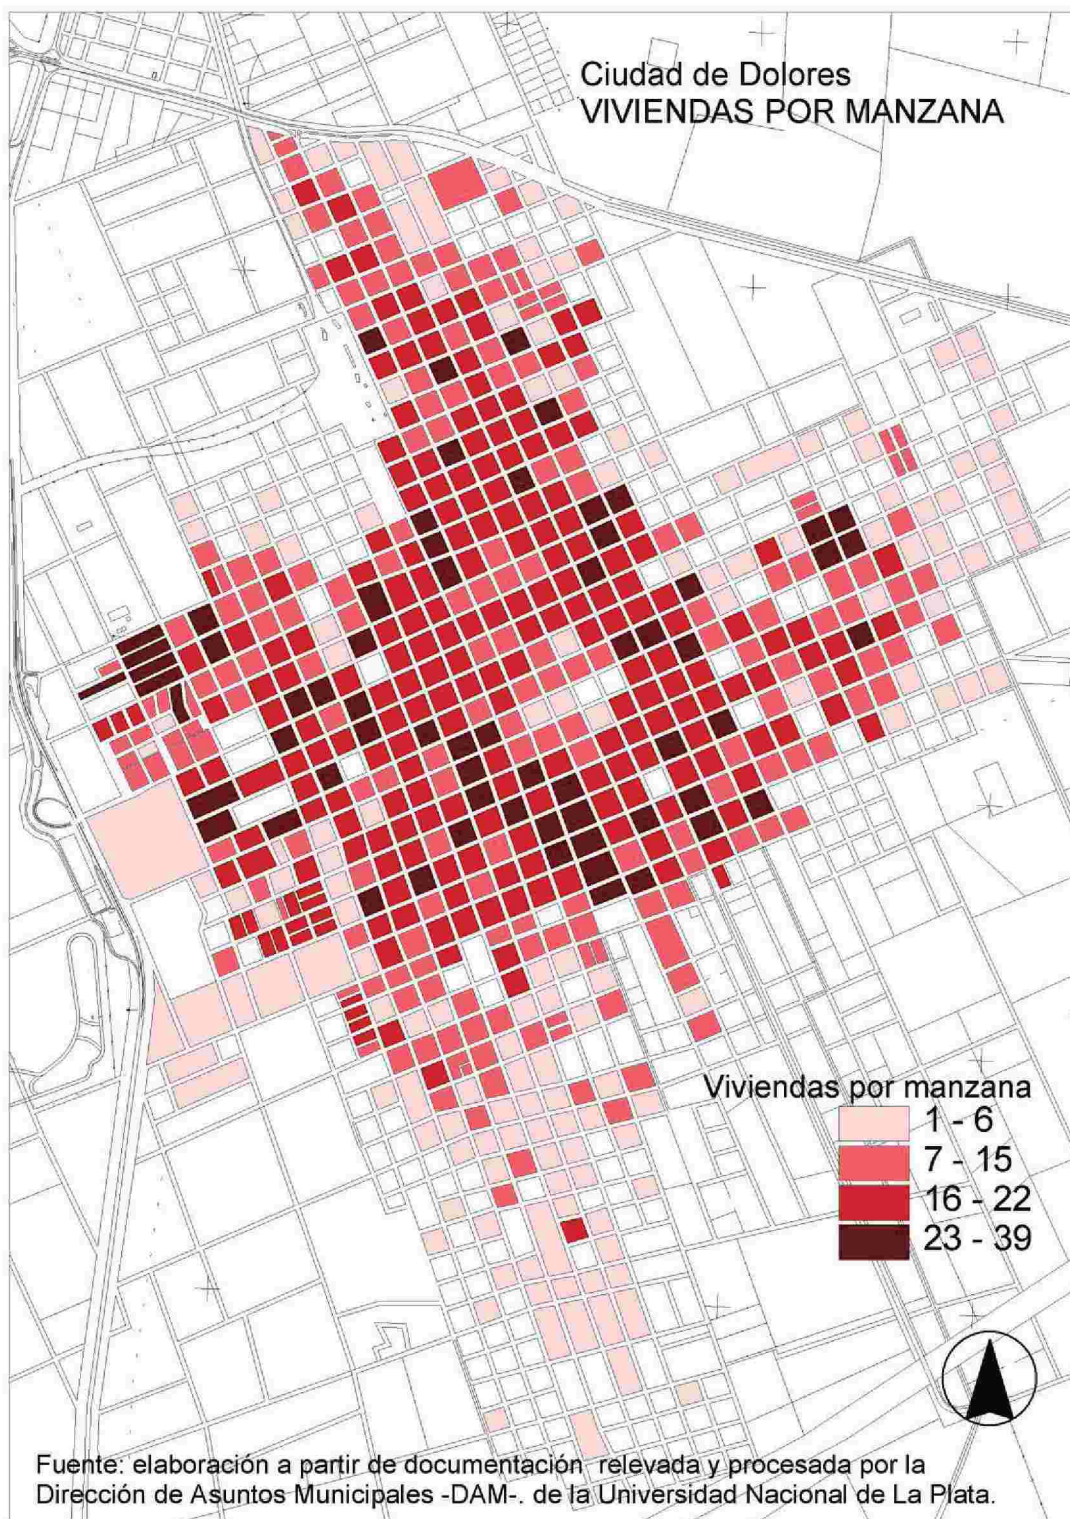 Ciudad de Dolores
VIVIENDAS POR MANZANA
Viviendas por manzana
1 - 6
7 - 15
16 - 22
23 - 39
Fuente: elaboración a partir de documentación relevada y procesada por la
Dirección de Asuntos Municipales -DAM-. de la Universidad Nacional de La Plata.